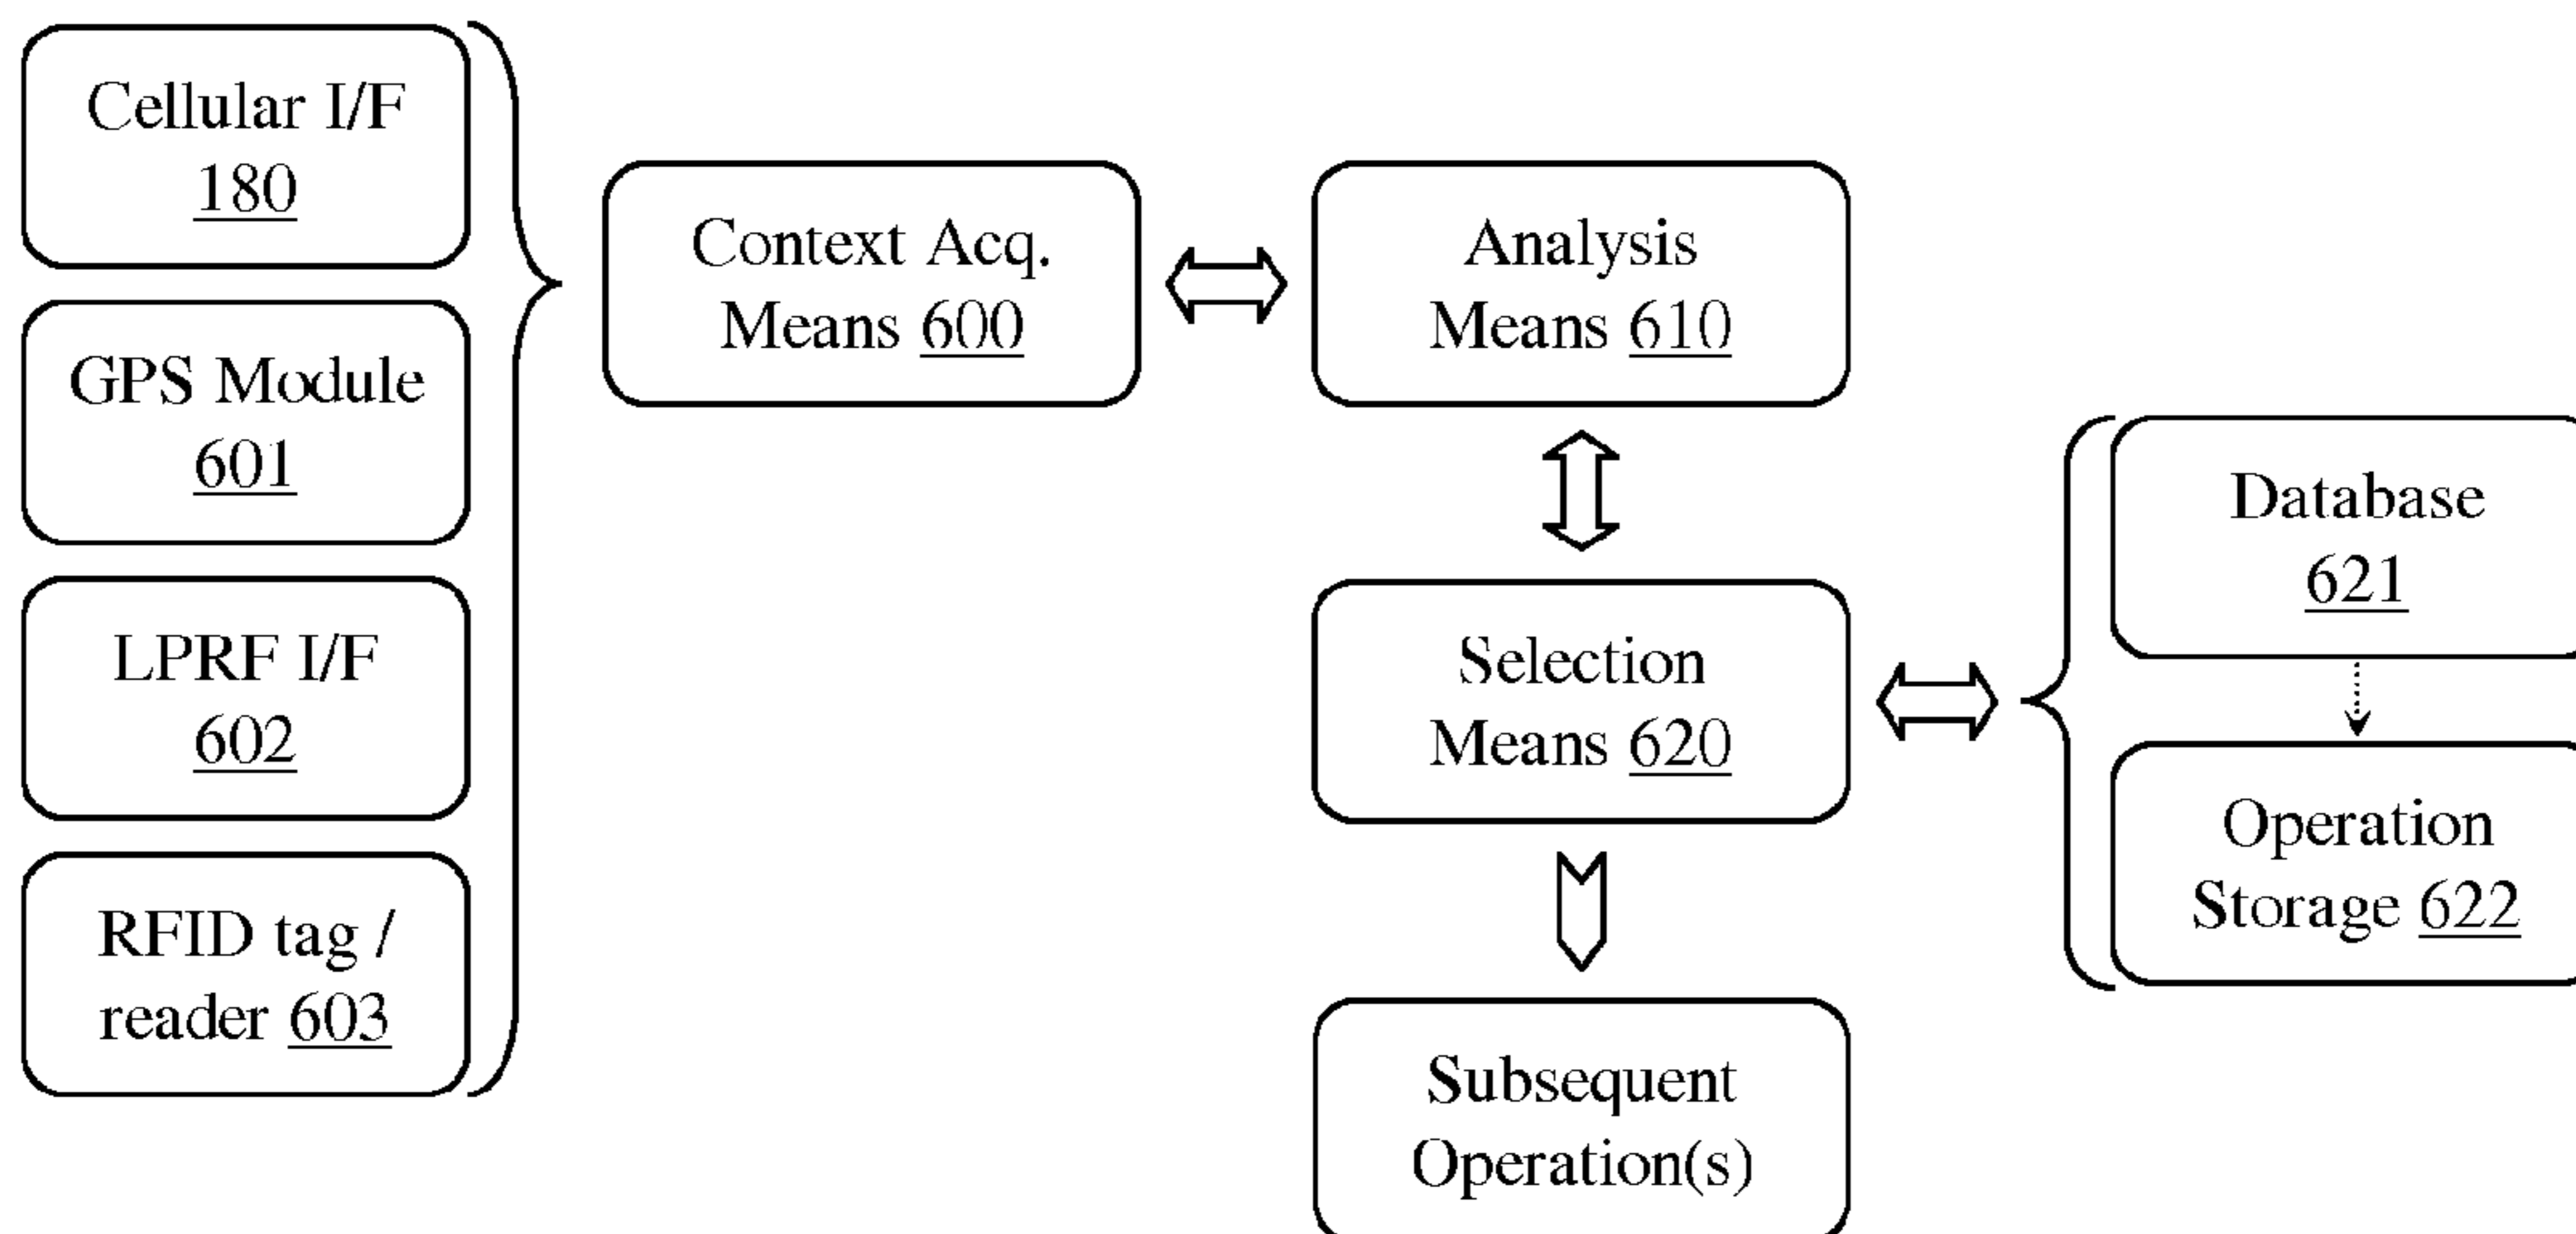 Cellular I/F
180
GPS Module
601
LPRF I/F
602
RFID tag /
reader 603
Context Acq.
Means 600
Analysis
Means 610
Selection
Means 620
Subsequent
Operation(s)
Database
621
Operation
Storage 622